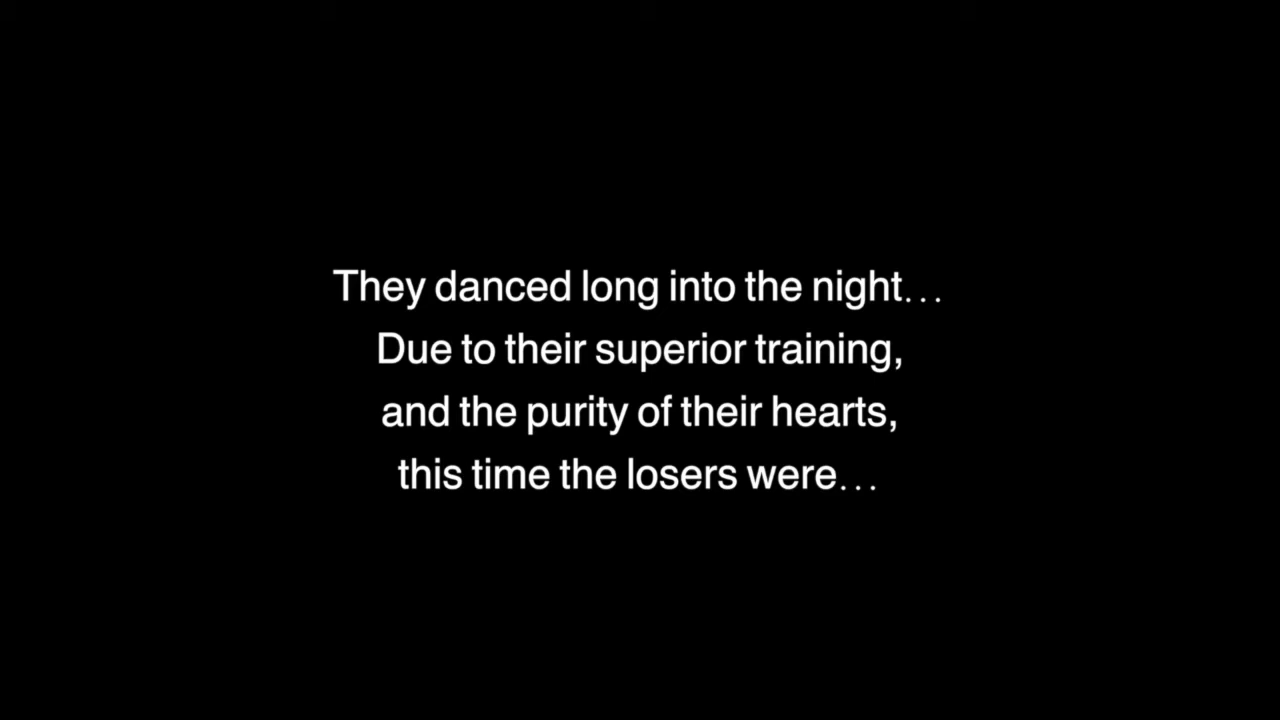 They danced long into the night…
Due to their superior training,
and the purity of their hearts,
this time the losers were…